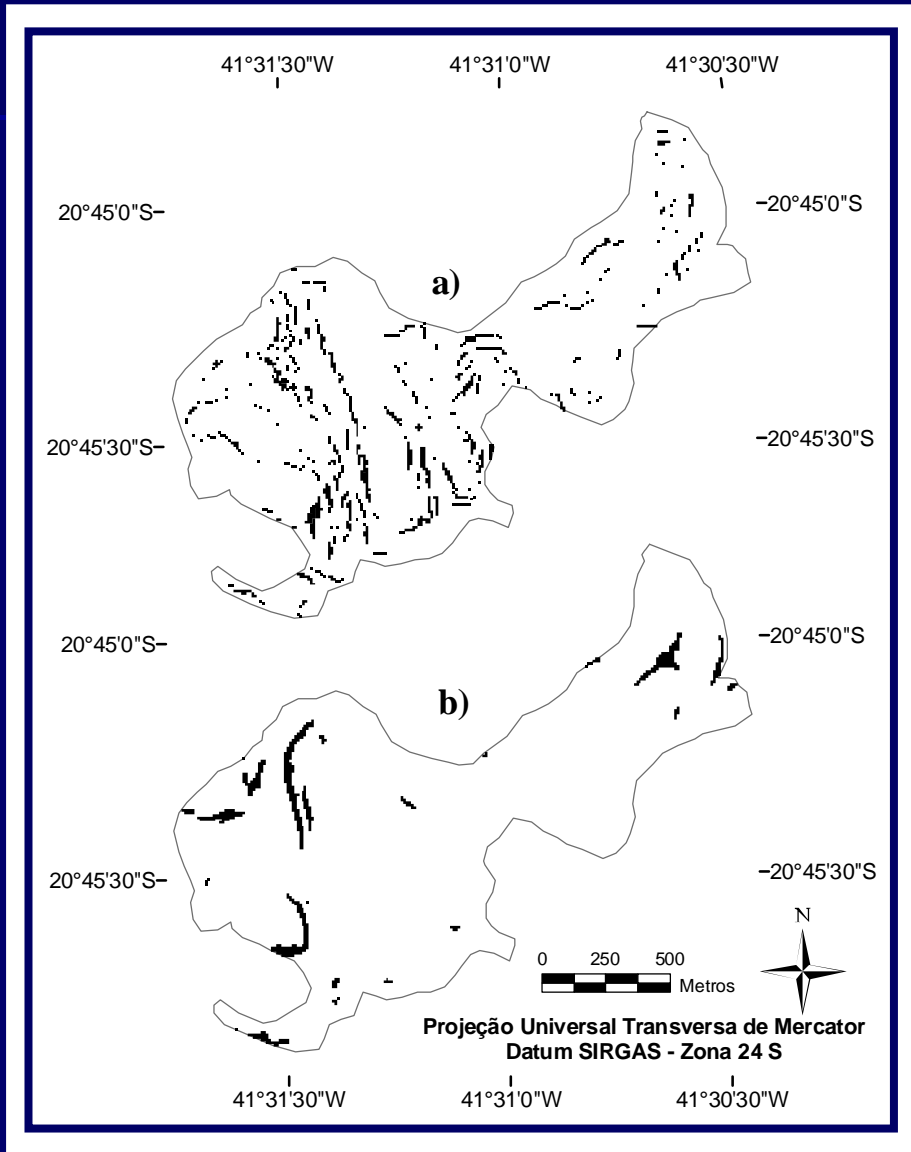 41°31'30"W 41°31'0"W 41°30'30"W
20°45'0"S 20°45'0"S
a)
20°45'30"S 20°45'30"S
20°45'0"S 20°45'0"S
b)
20°45'30"S 20°45'30"S
N
0 250 500
Metros
Projeção Universal Transversa de Mercator
Datum SIRGAS - Zona 24 S
41°31'30"W 41°31'0"W 41°30'30"W